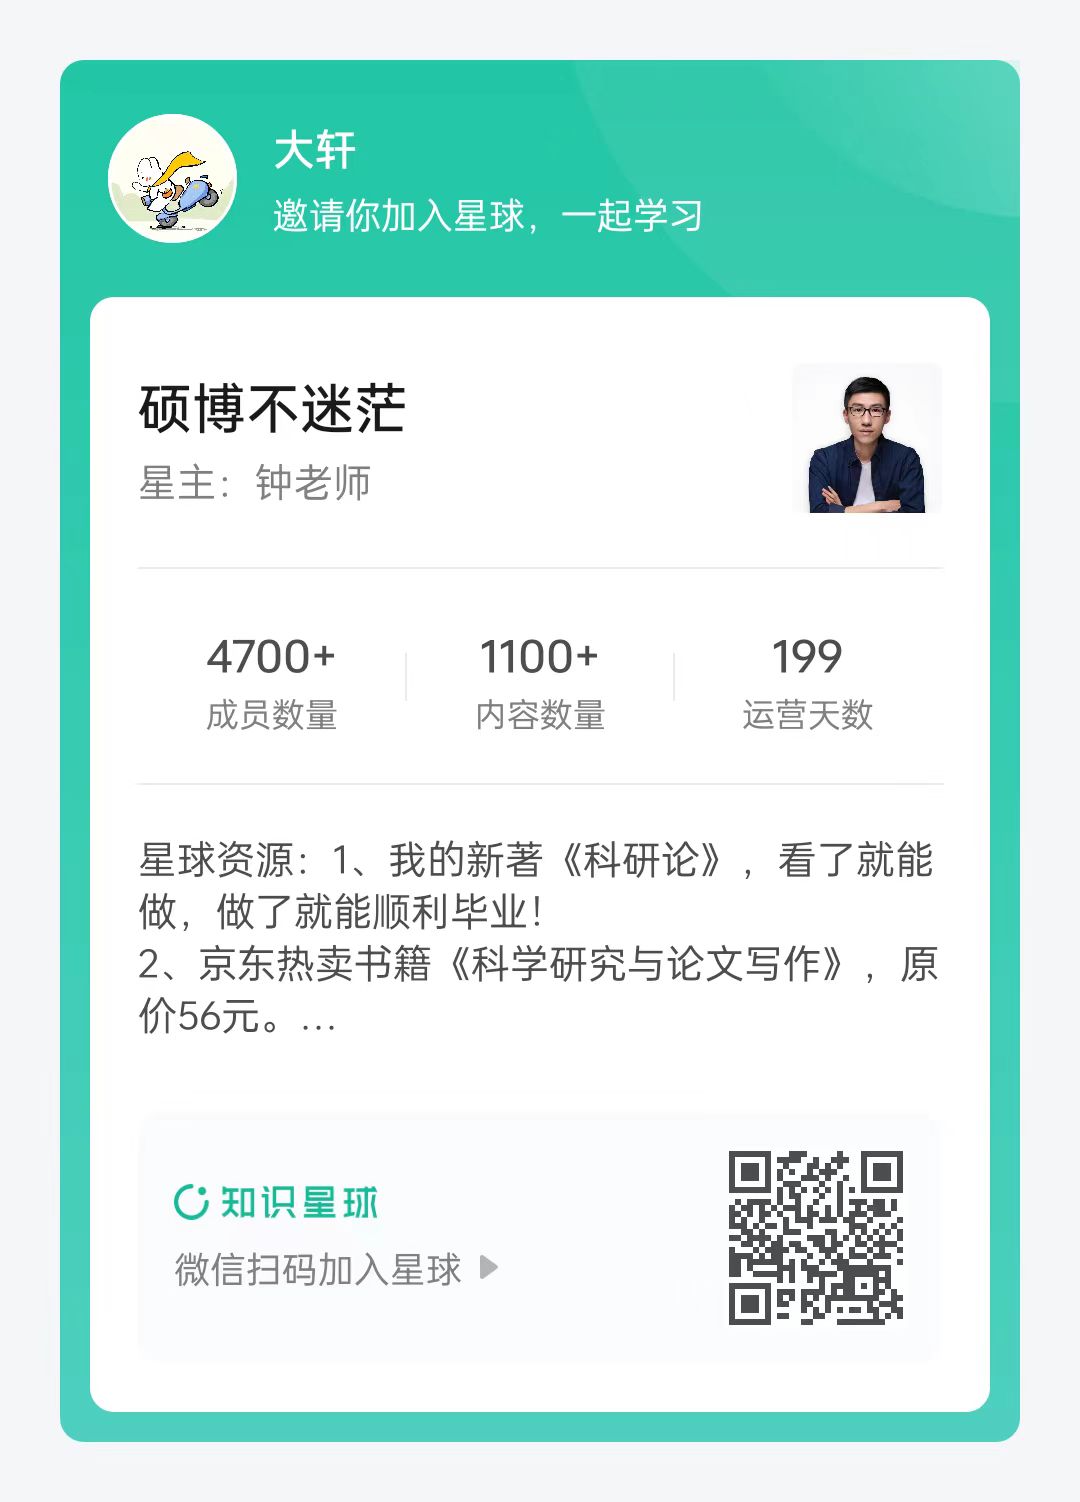 大轩
邀请你加入星球，一起学习
硕博不迷茫
星主：钟老师
4700+
成员数量
1100+
内容数量
199
运营天数
星球资源：1、我的新著《科研论》，看了就能
做，做了就能顺利毕业！
2、京东热卖书籍《科学研究与论文写作》，原
价56元。...
知识星球
微信扫码加入星球